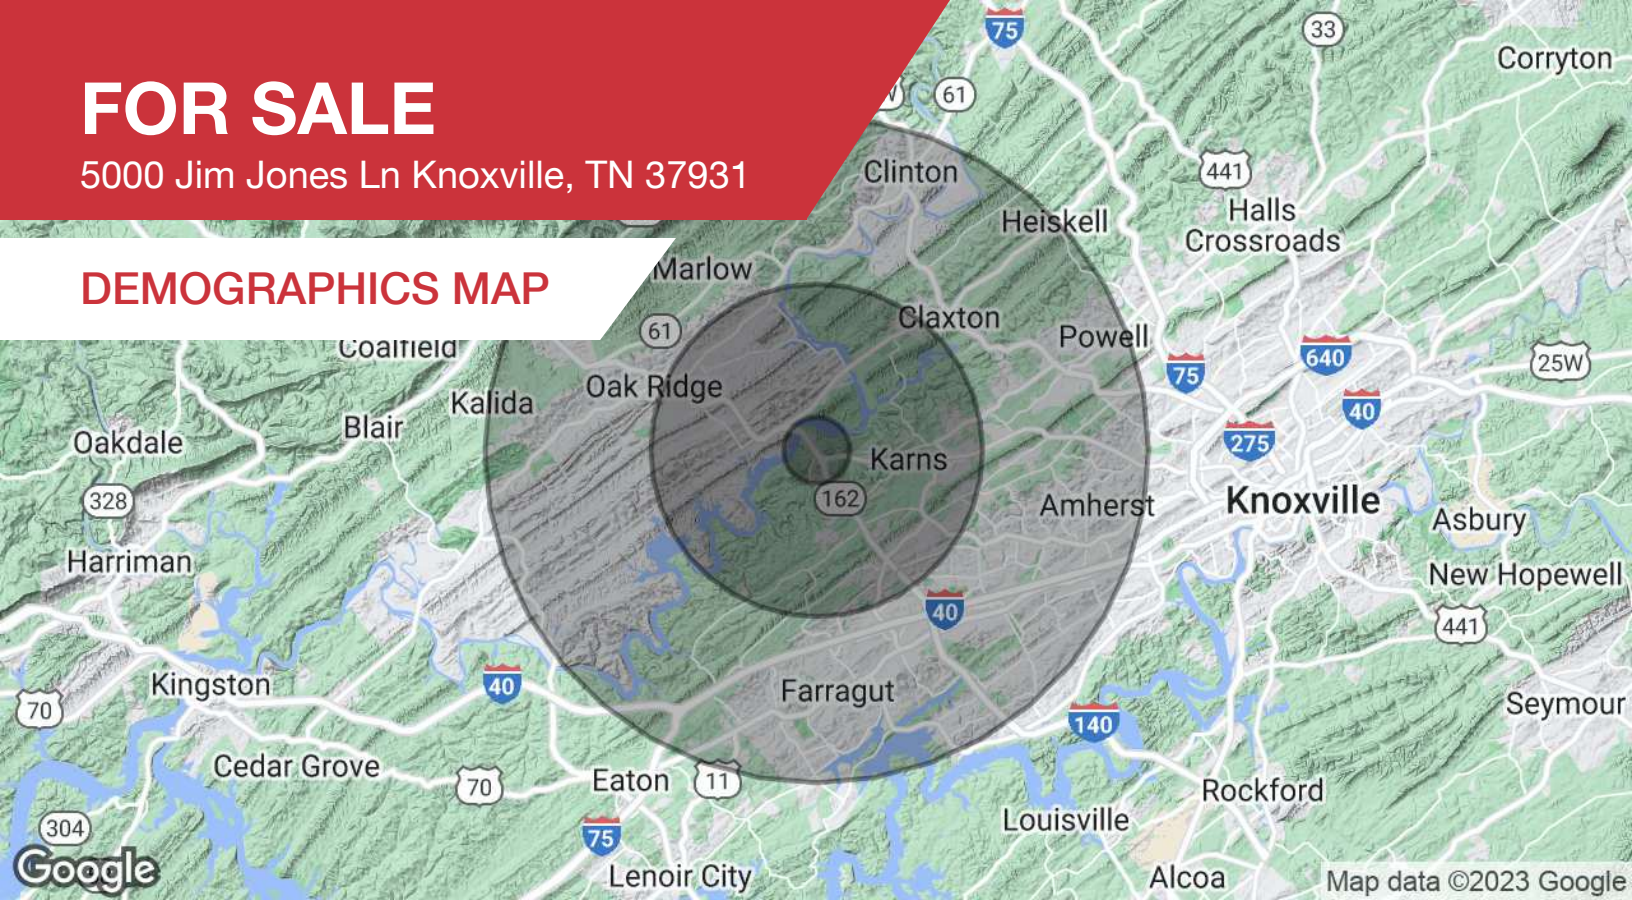 FOR SALE
5000 Jim Jones Ln Knoxville, TN 37931
DEMOGRAPHICS MAP
75
33
Corryton
61
Clinton
441
Heiskell
Halls
Crossroads
Marlow
61
Claxton
Powell
75
640
25W
Coalfield
Kalida
Oak Ridge
40
Blair
Oakdale
275
Karns
328
162
Amherst
Knoxville
Asbury
Harriman
New Hopewell
40
441
Kingston
40
Farragut
70
140
Seymour
Cedar Grove
70
Eaton
11
Rockford
304
75
Louisville
Google
Lenoir City
Alcoa
Map data ©2023 Google